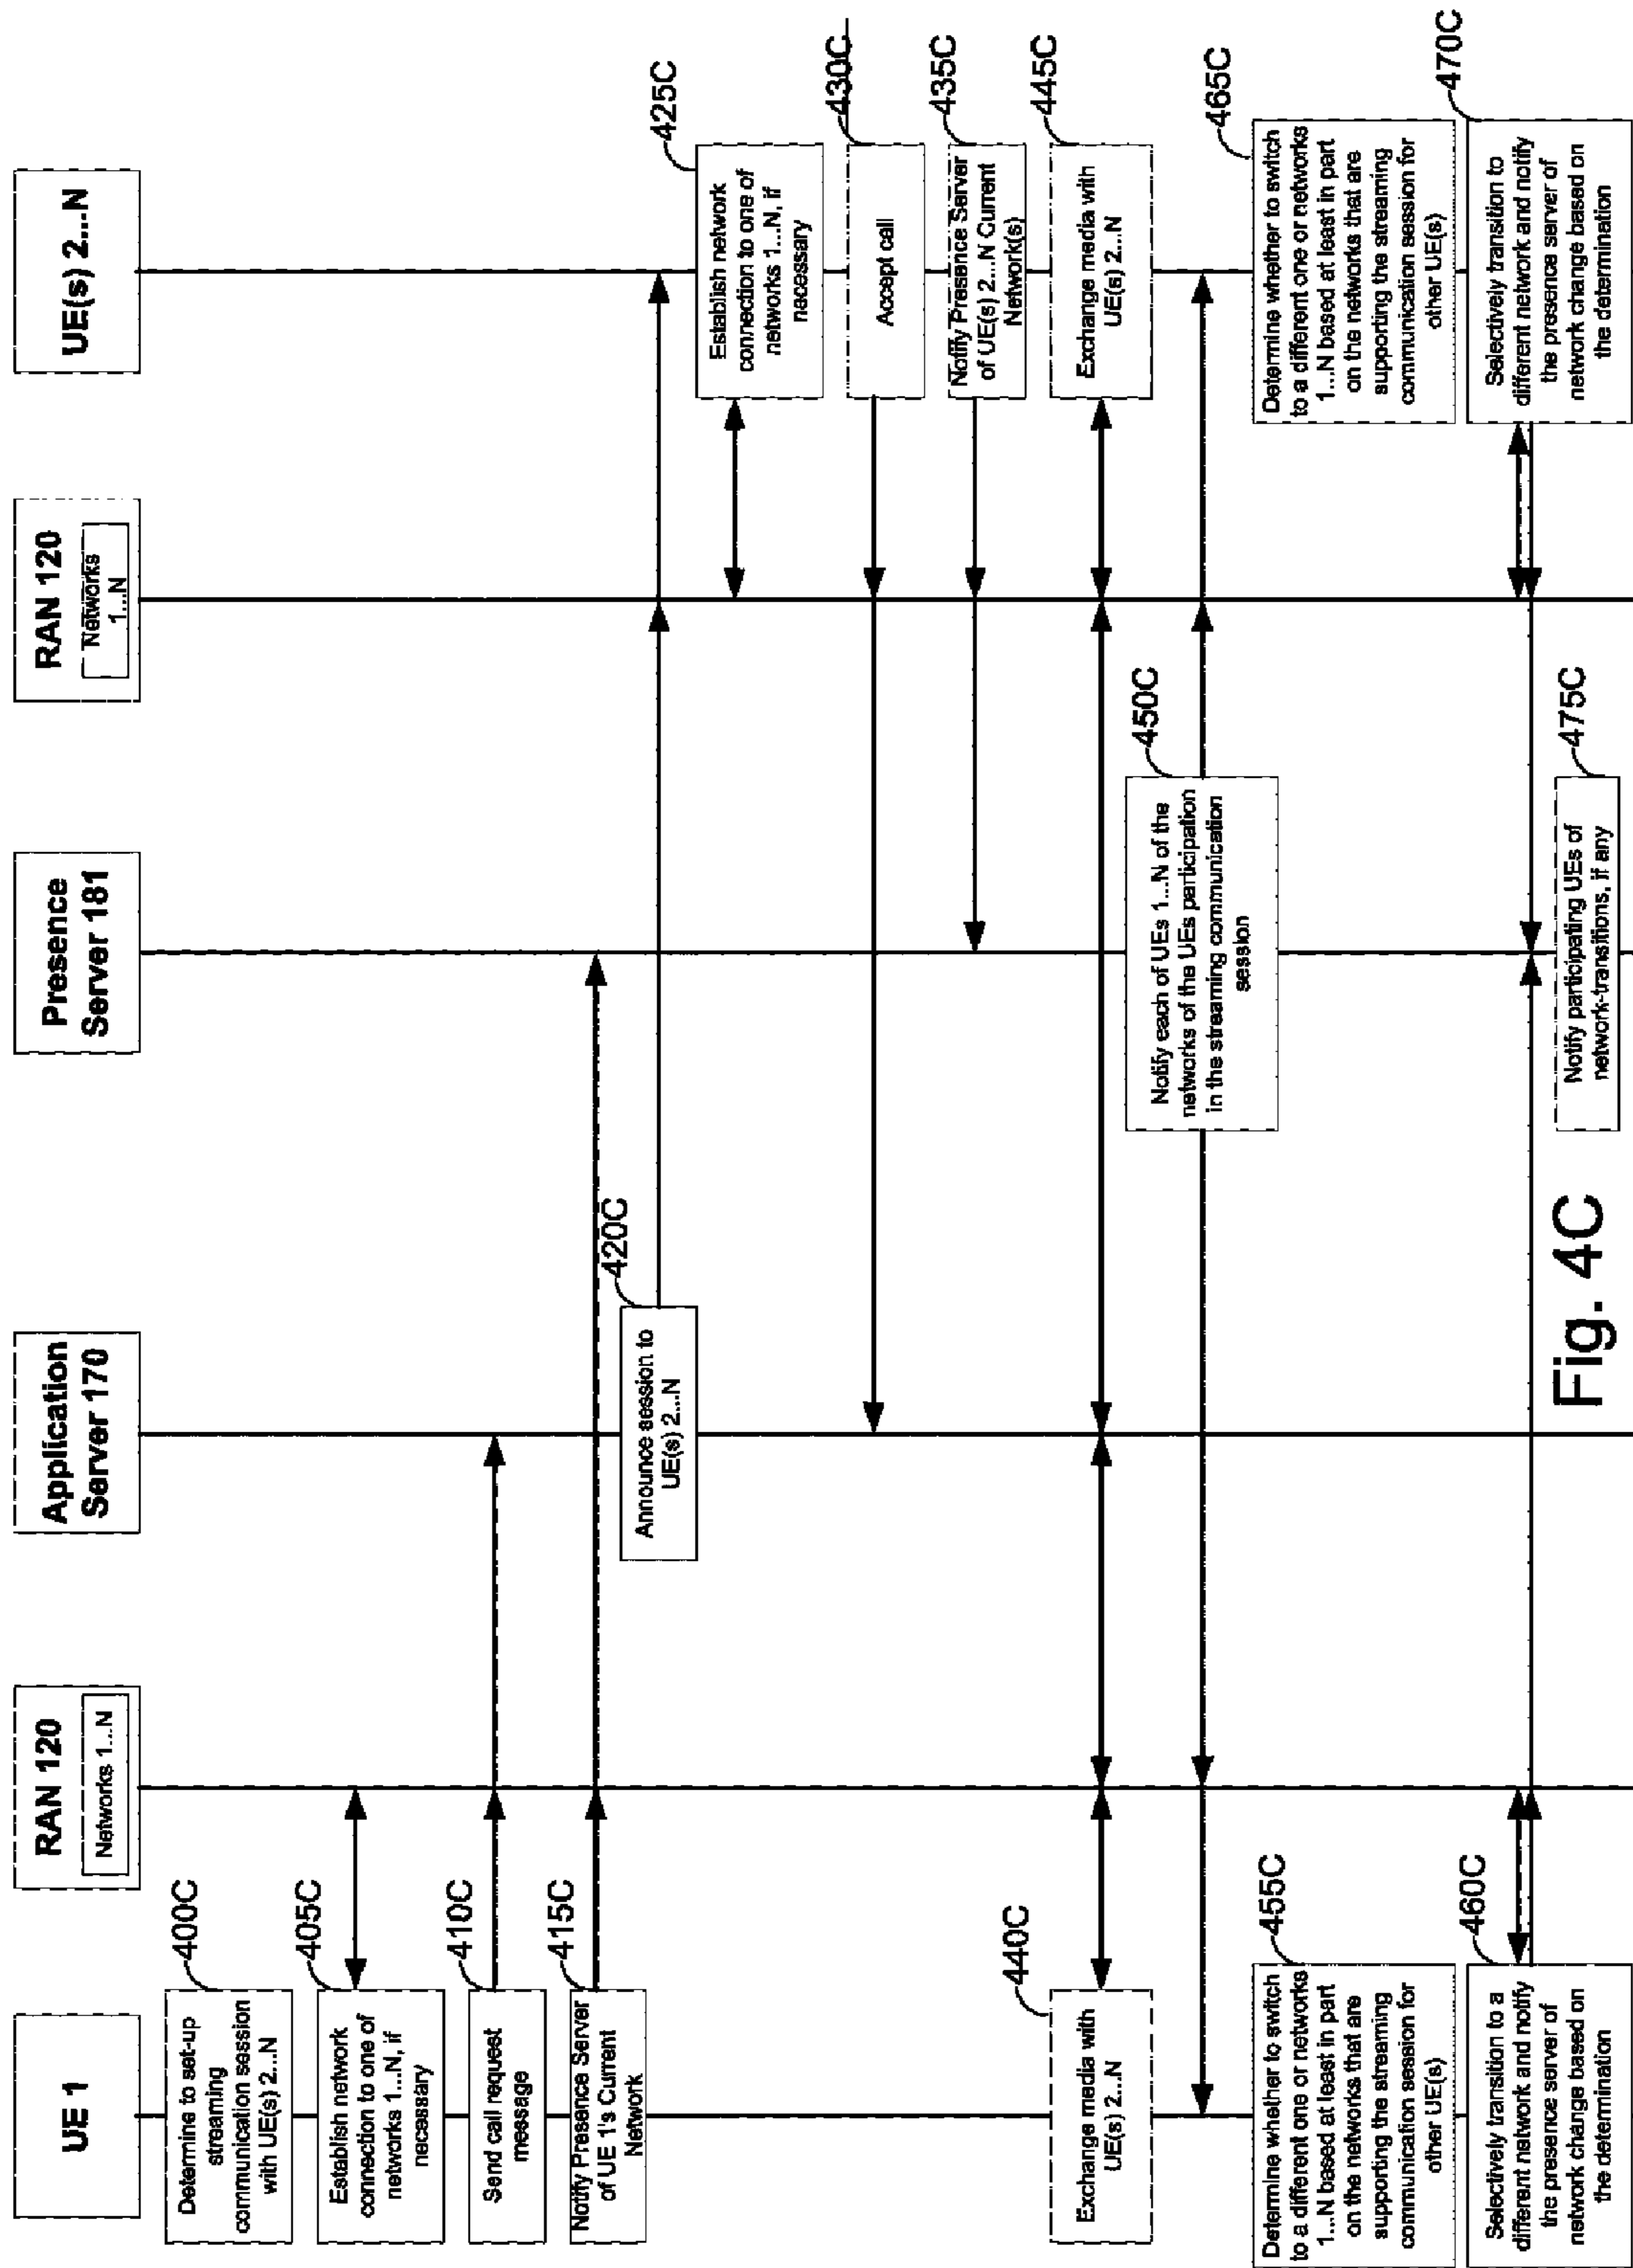 UE 1
RAN 120
Networks 1...N
Application
Server 170
Presence
Server 181
RAN 120
Networks
1...N
UE(s) 2...N
400C
Determine to set-up
streaming
communication session
with UE(s) 2...N
405C
Establish network
connection to one of
networks 1...N, if
necessary
410C
Send call request
message
415C
Notify Presence Server
of UE 1's Current
Network
420C
Announce session to
UE(s) 2...N
425C
Establish network
connection to one of
networks 1...N, if
necessary
430C
Accept call
435C
Notify Presence Server
of UE(s) 2...N Current
Network(s)
440C
Exchange media with
UE(s) 2...N
445C
Exchange media with
UE(s) 2...N
450C
Notify each of UEs 1...N of the
networks of the UEs participation
in the streaming communication
session
455C
Determine whether to switch
to a different one or networks
1...N based at least in part
on the networks that are
supporting the streaming
communication session for
other UE(s)
465C
Determine whether to switch
to a different one or networks
1...N based at least in part
on the networks that are
supporting the streaming
communication session for
other UE(s)
460C
Selectively transition to a
different network and notify
the presence server of
network change based on
the determination
470C
Selectively transition to
different network and notify
the presence server of
network change based on
the determination
475C
Notify participating UEs of
network-transitions, if any
Fig. 4C